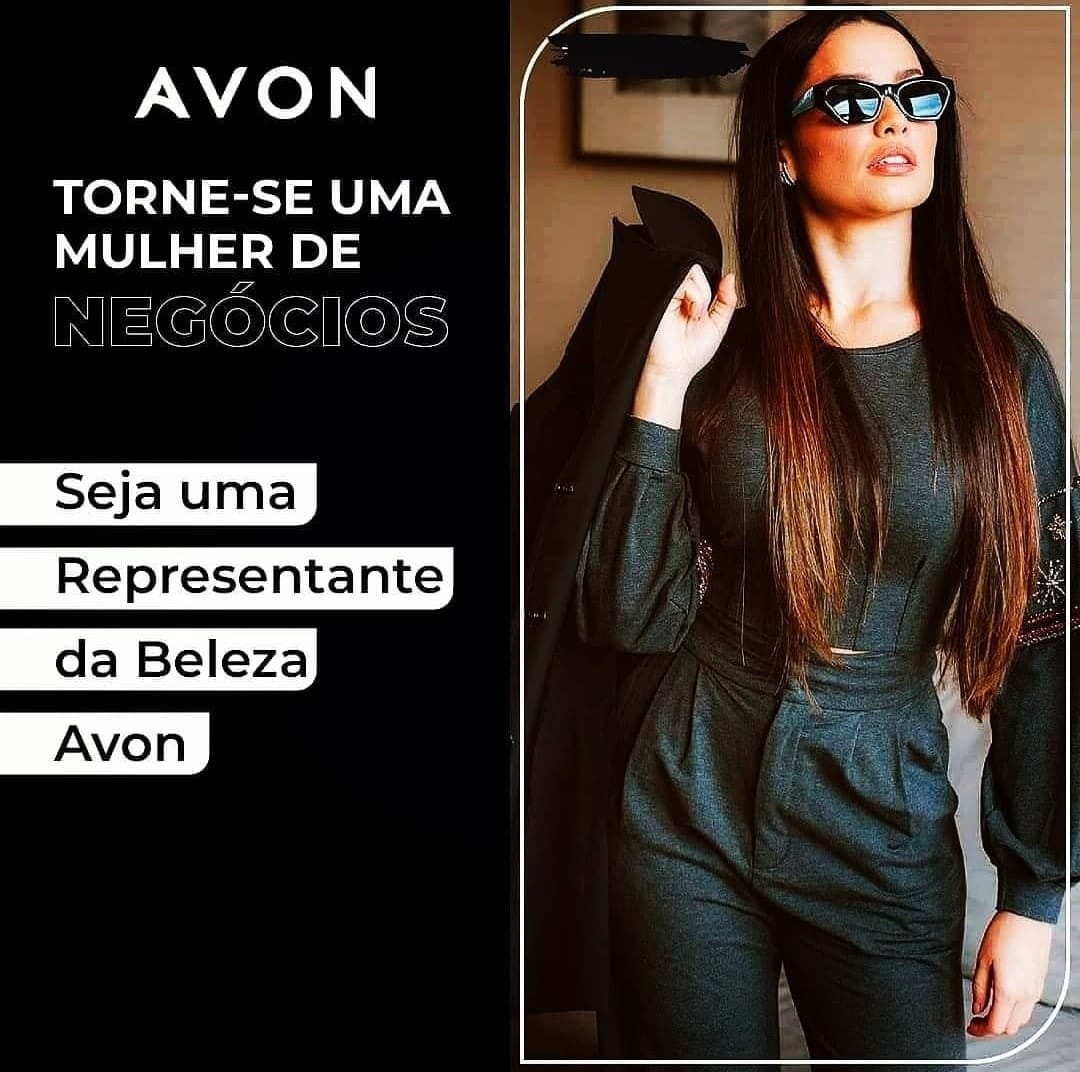 AVON
TORNE-SE UMA
MULHER DE
NEGÓCIOS
Seja uma
Representante
da Beleza
Avon